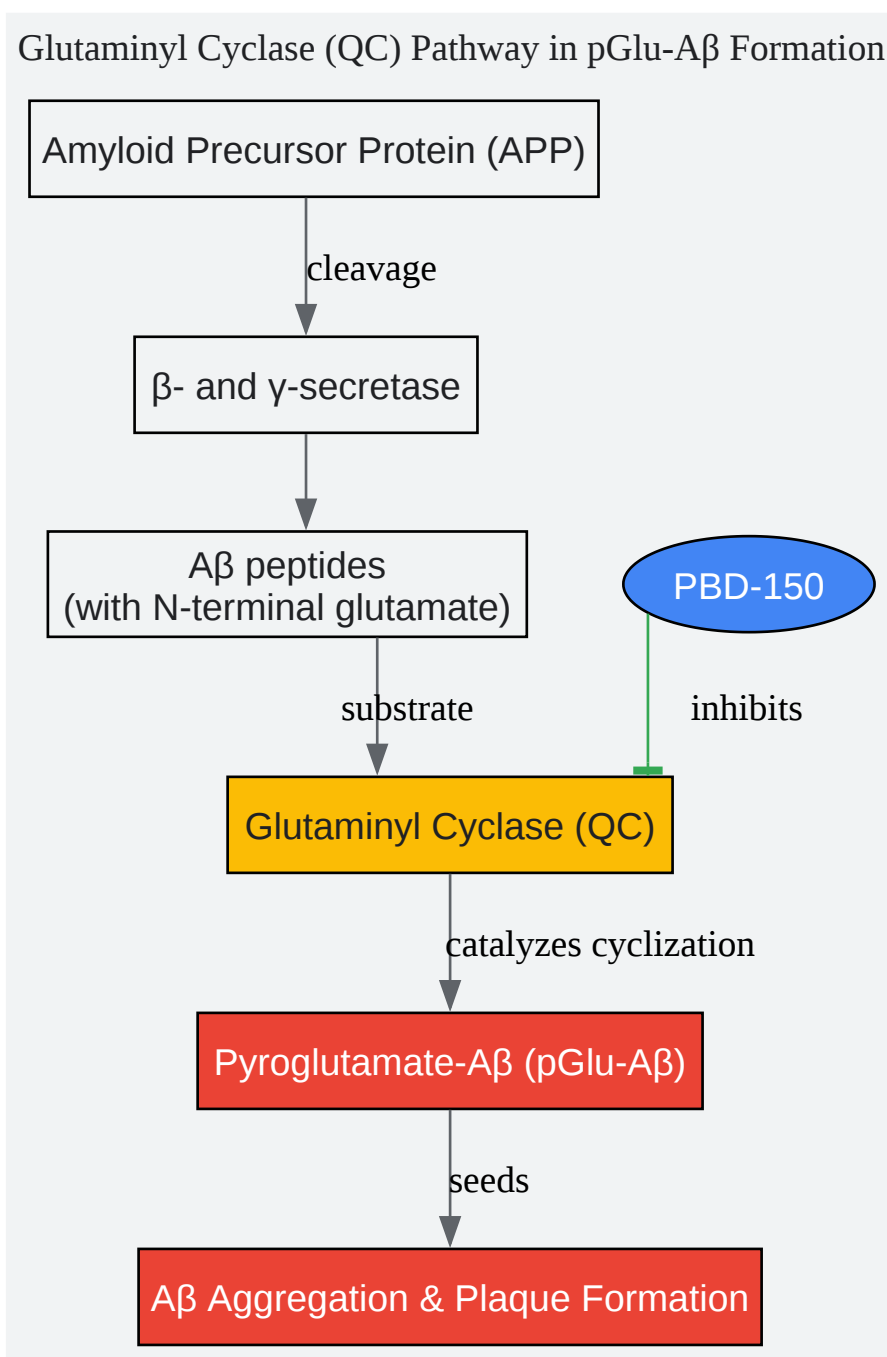 Glutaminyl Cyclase (QC) Pathway in pGlu-Aβ Formation
Amyloid Precursor Protein (APP)
cleavage
β- and γ-secretase
Aβ peptides
(with N-terminal glutamate)
PBD-150
substrate
inhibits
Glutaminyl Cyclase (QC)
catalyzes cyclization
Pyroglutamate-Aβ (pGlu-Aβ)
seeds
Aβ Aggregation & Plaque Formation